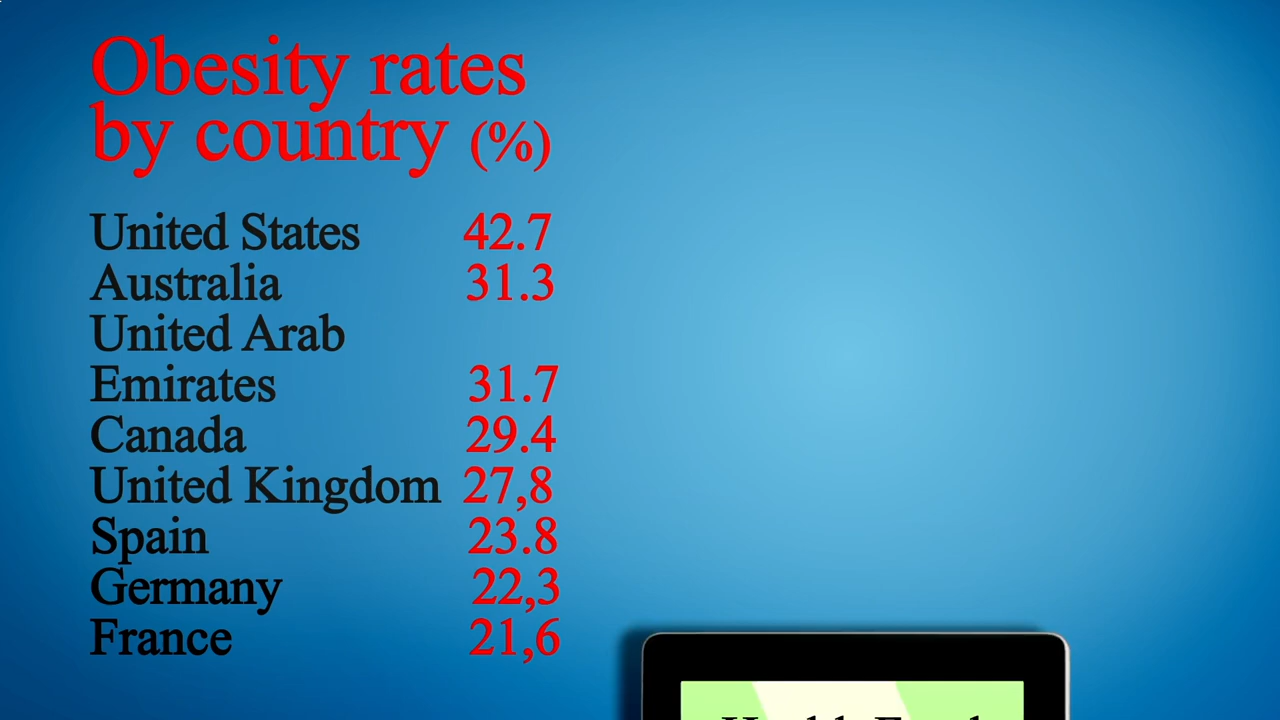 Obesity rates
by country (%)
United States 42.7
Australia 31.3
United Arab
Emirates 31.7
Canada 29.4
United Kingdom 27,8
Spain 23.8
Germany 22,3
France 21,6